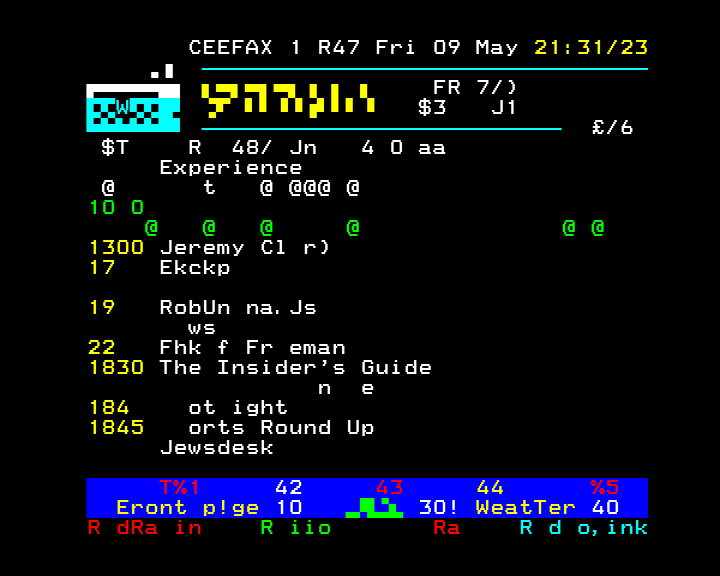 CEEFAX 1 R47 Fri 09 May 21:31/23
W
FR 7/)
$3 J1
£/6
$T R 48/ Jn 4 O aa
Experience
@ t @ @@@ @
10 O
@ @ @ @ @ @
1300 Jeremy Cl r)
17 Ekckp
19 RobUn na.Js
ws
22 Fhk f Fr eman
1830 The Insider's Guide
n e
184 ot ight
1845 orts Round Up
Jewsdesk
T%1 42 43 44 %5
Eront p!ge 10 30! WeatTer 40
R dRa in R iio Ra R d o,ink